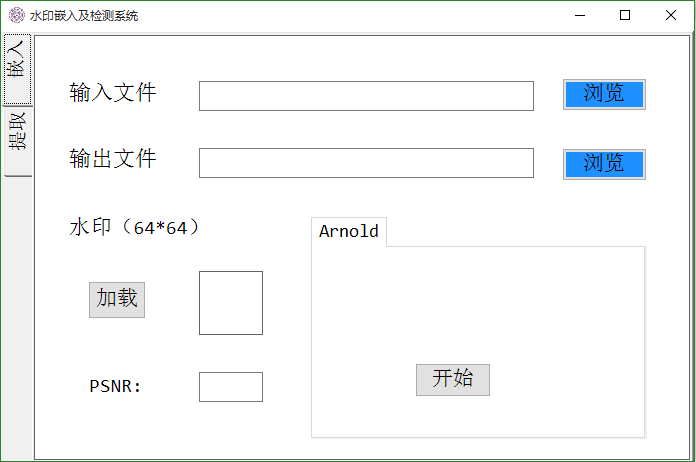 水印嵌入及检测系统
嵌入
提取
输入文件
浏览
输出文件
浏览
水印（64*64）
Arnold
加载
开始
PSNR: